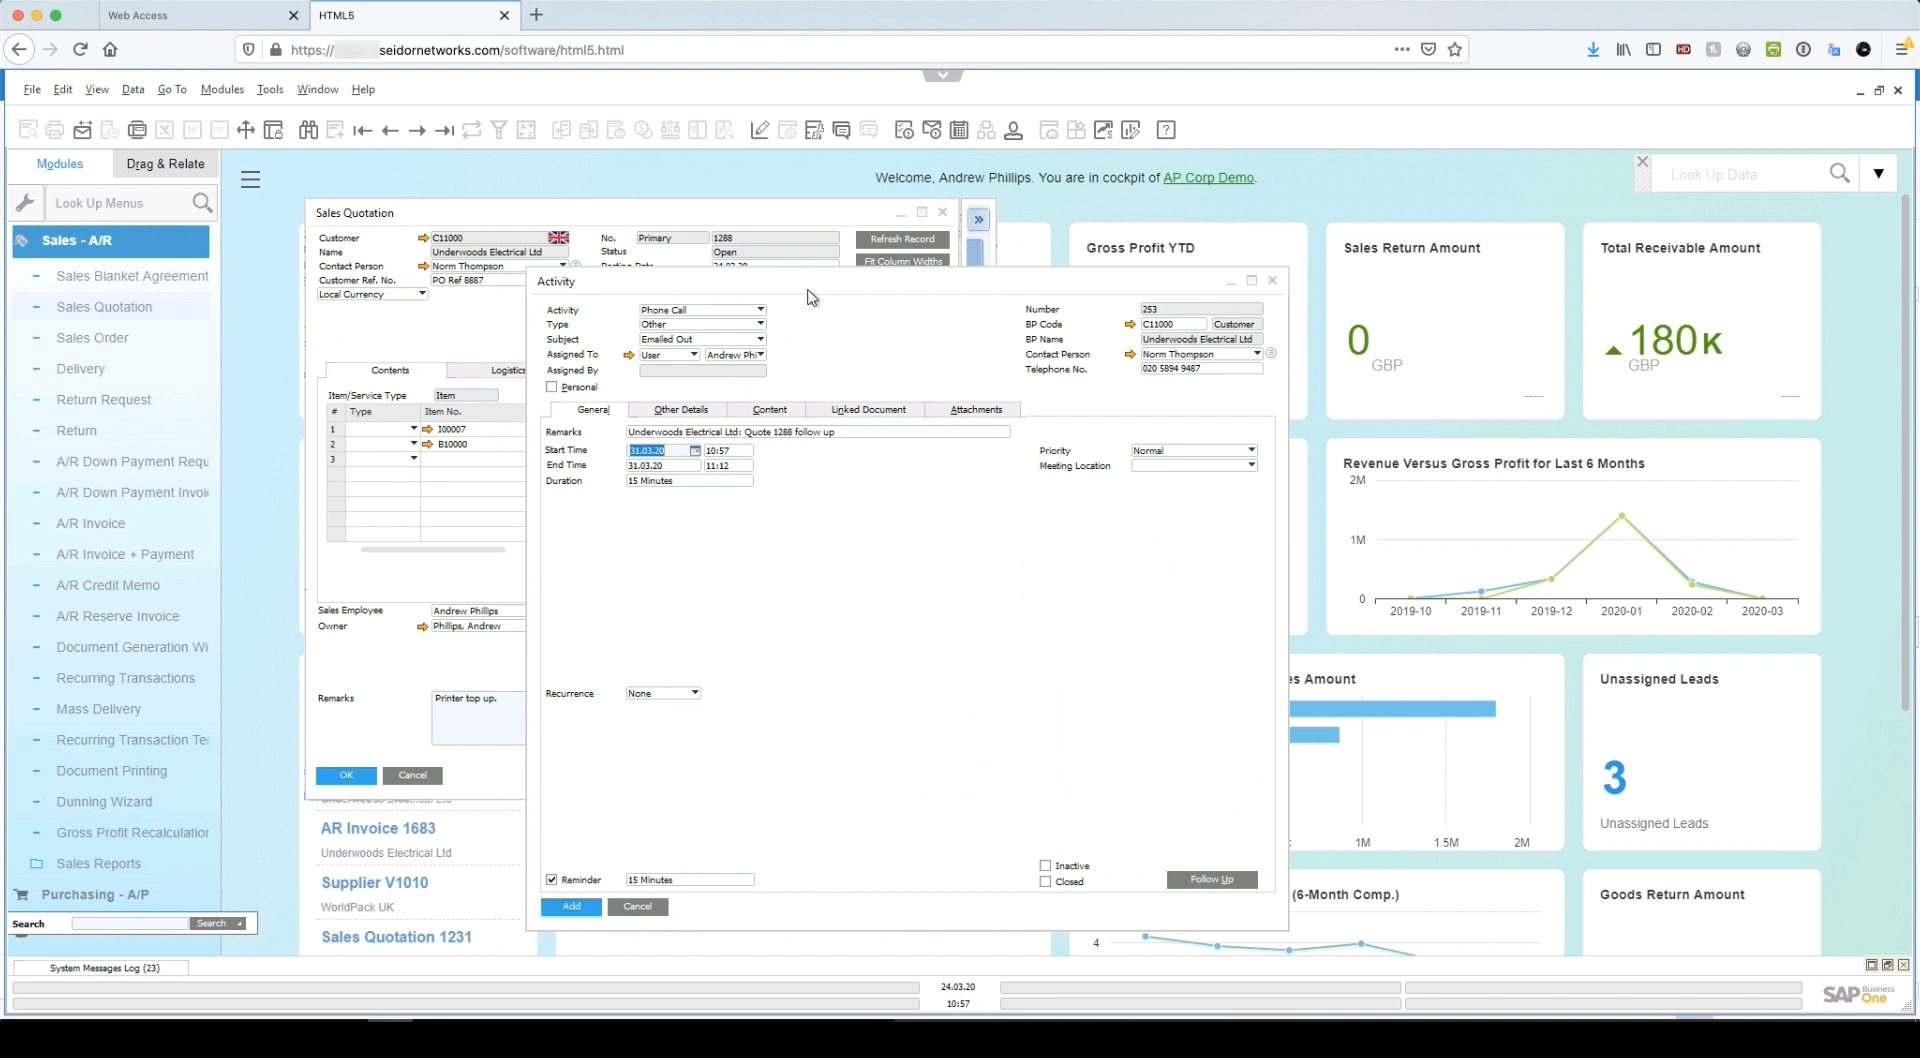 Web Access
HTML5
https://
seidornetworks.com/software/html5.html
File Edit View Data Go To Modules Tools Window Help
Modules
Drag & Relate
Welcome, Andrew Phillips. You are in cockpit of AP Corp Demo.
Look Up Data
Look Up Menus
Sales - A/R
Sales Blanket Agreement
Sales Quotation
Sales Order
Delivery
Return Request
Return
A/R Down Payment Requ
A/R Down Payment Invoi
A/R Invoice
A/R Invoice + Payment
A/R Credit Memo
A/R Reserve Invoice
Document Generation Wi
Recurring Transactions
Mass Delivery
Recurring Transaction Te
Document Printing
Dunning Wizard
Gross Profit Recalculation
Sales Reports
Purchasing - A/P
Search
Search
Sales Quotation
Customer C11000
Name Underwoods Electrical Ltd
Contact Person Norm Thompson
Customer Ref. No. PO Ref 8887
Local Currency
No. Primary 1288
Status Open
Posting Date 24.03.20
Refresh Record
Fit Column Widths
Contents
Logistics
Item/Service Type Item
# Type Item No.
1 I00007
2 B10000
3
Sales Employee Andrew Phillips
Owner Phillips, Andrew
Remarks Printer top up.
OK Cancel
Activity
Activity Phone Call
Type Other
Subject Emailed Out
Assigned To User Andrew Phi
Assigned By
Personal
Number 253
BP Code C11000 Customer
BP Name Underwoods Electrical Ltd
Contact Person Norm Thompson
Telephone No. 020 5894 9487
General Other Details Content Linked Document Attachments
Remarks Underwoods Electrical Ltd: Quote 1288 follow up
Start Time 31.03.20 10:57
End Time 31.03.20 11:12
Duration 15 Minutes
Priority Normal
Meeting Location
Recurrence None
Reminder 15 Minutes
Inactive
Closed
Follow Up
Add Cancel
AR Invoice 1683
Underwoods Electrical Ltd
Supplier V1010
WorldPack UK
Sales Quotation 1231
Gross Profit YTD
Sales Return Amount
0
GBP
----
Total Receivable Amount
180K
GBP
----
Revenue Versus Gross Profit for Last 6 Months
2M
1M
0
2019-10 2019-11 2019-12 2020-01 2020-02 2020-03
es Amount
1M 1.5M 2M
Unassigned Leads
3
Unassigned Leads
(6-Month Comp.)
4
Goods Return Amount
System Messages Log (23)
24.03.20
10:57
SAP Business One